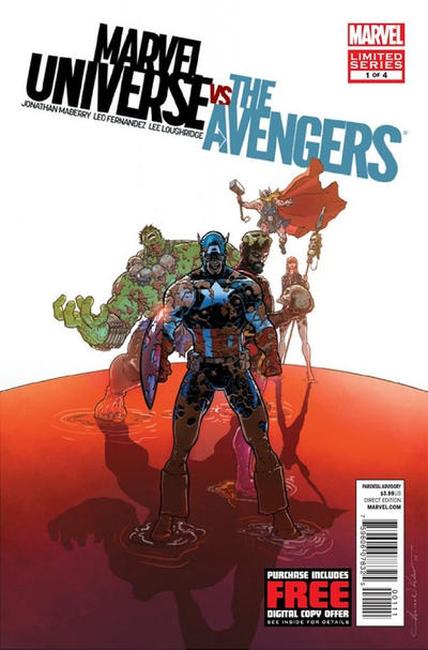 MARVEL
UNIVERSE VS THE
AVENGERS
JONATHAN MABERRY LEO FERNANDEZ LEE LOUGHRIDGE
MARVEL
LIMITED
SERIES
1 OF 4
PARENTAL ADVISORY
$3.99 US
DIRECT EDITION
MARVEL.COM
00111
PURCHASE INCLUDES
FREE
DIGITAL COPY OFFER
SEE INSIDE FOR DETAILS